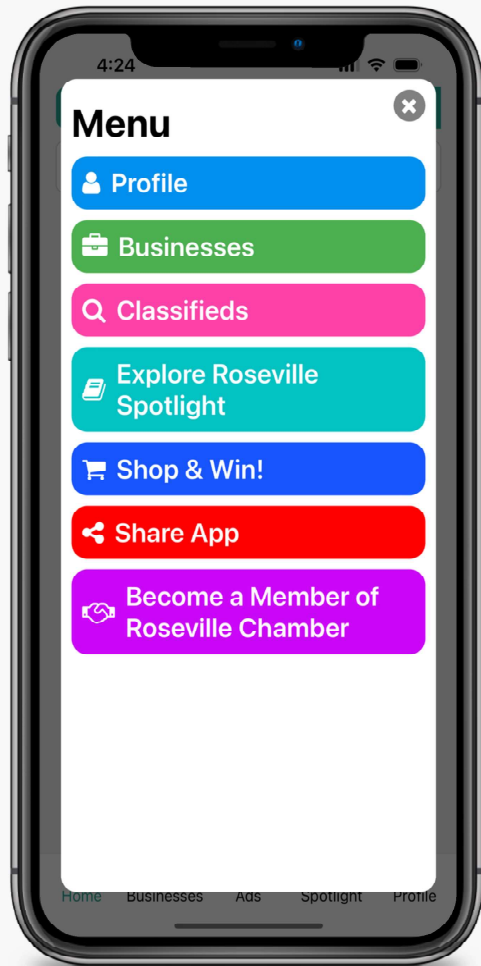 4:24
Menu
Profile
Businesses
Classifieds
Explore Roseville
Spotlight
Shop & Win!
Share App
Become a Member of
Roseville Chamber
Home Businesses Ads Spotlight Profile